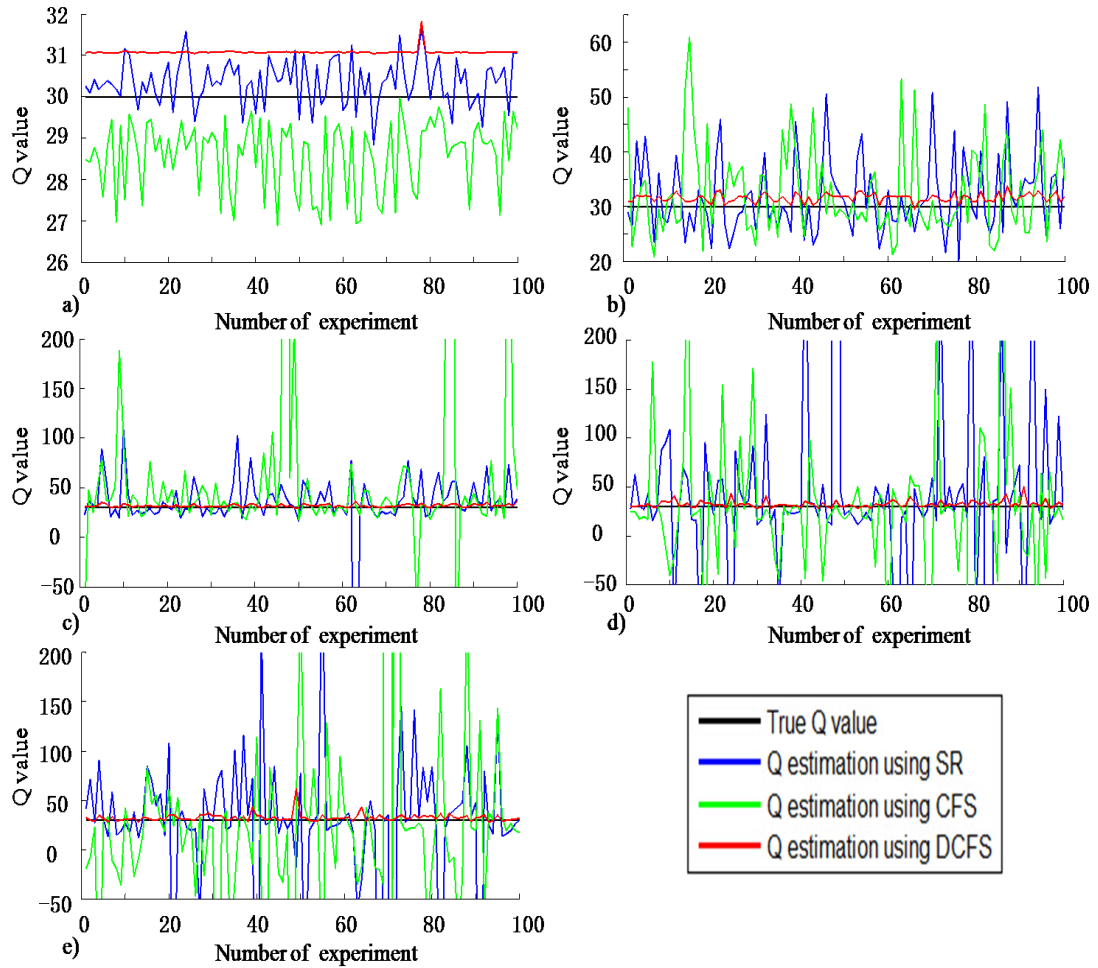 32
31
30
29
28
27
26
Q value
0 20 40 60 80 100
a)
Number of experiment
60
50
40
30
20
Q value
0 20 40 60 80 100
b)
Number of experiment
200
150
100
50
0
−50
Q value
0 20 40 60 80 100
c)
Number of experiment
200
150
100
50
0
−50
Q value
0 20 40 60 80 100
d)
Number of experiment
200
150
100
50
0
−50
Q value
0 20 40 60 80 100
e)
Number of experiment
True Q value
Q estimation using SR
Q estimation using CFS
Q estimation using DCFS